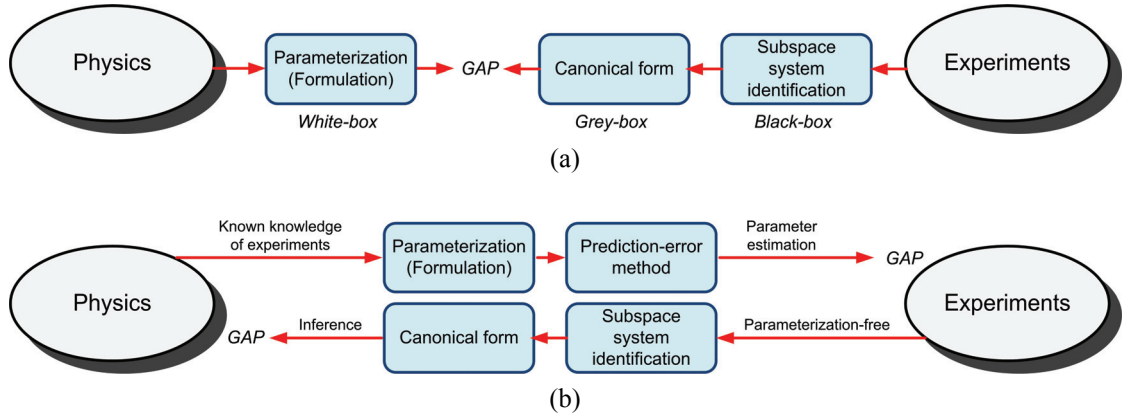 Physics
Parameterization
(Formulation)
White-box
GAP
Canonical form
Grey-box
Subspace
system
identification
Black-box
Experiments
(a)
Physics
Known knowledge
of experiments
Parameterization
(Formulation)
Prediction-error
method
Parameter
estimation
GAP
Experiments
GAP
Inference
Canonical form
Subspace
system
identification
Parameterization-free
(b)